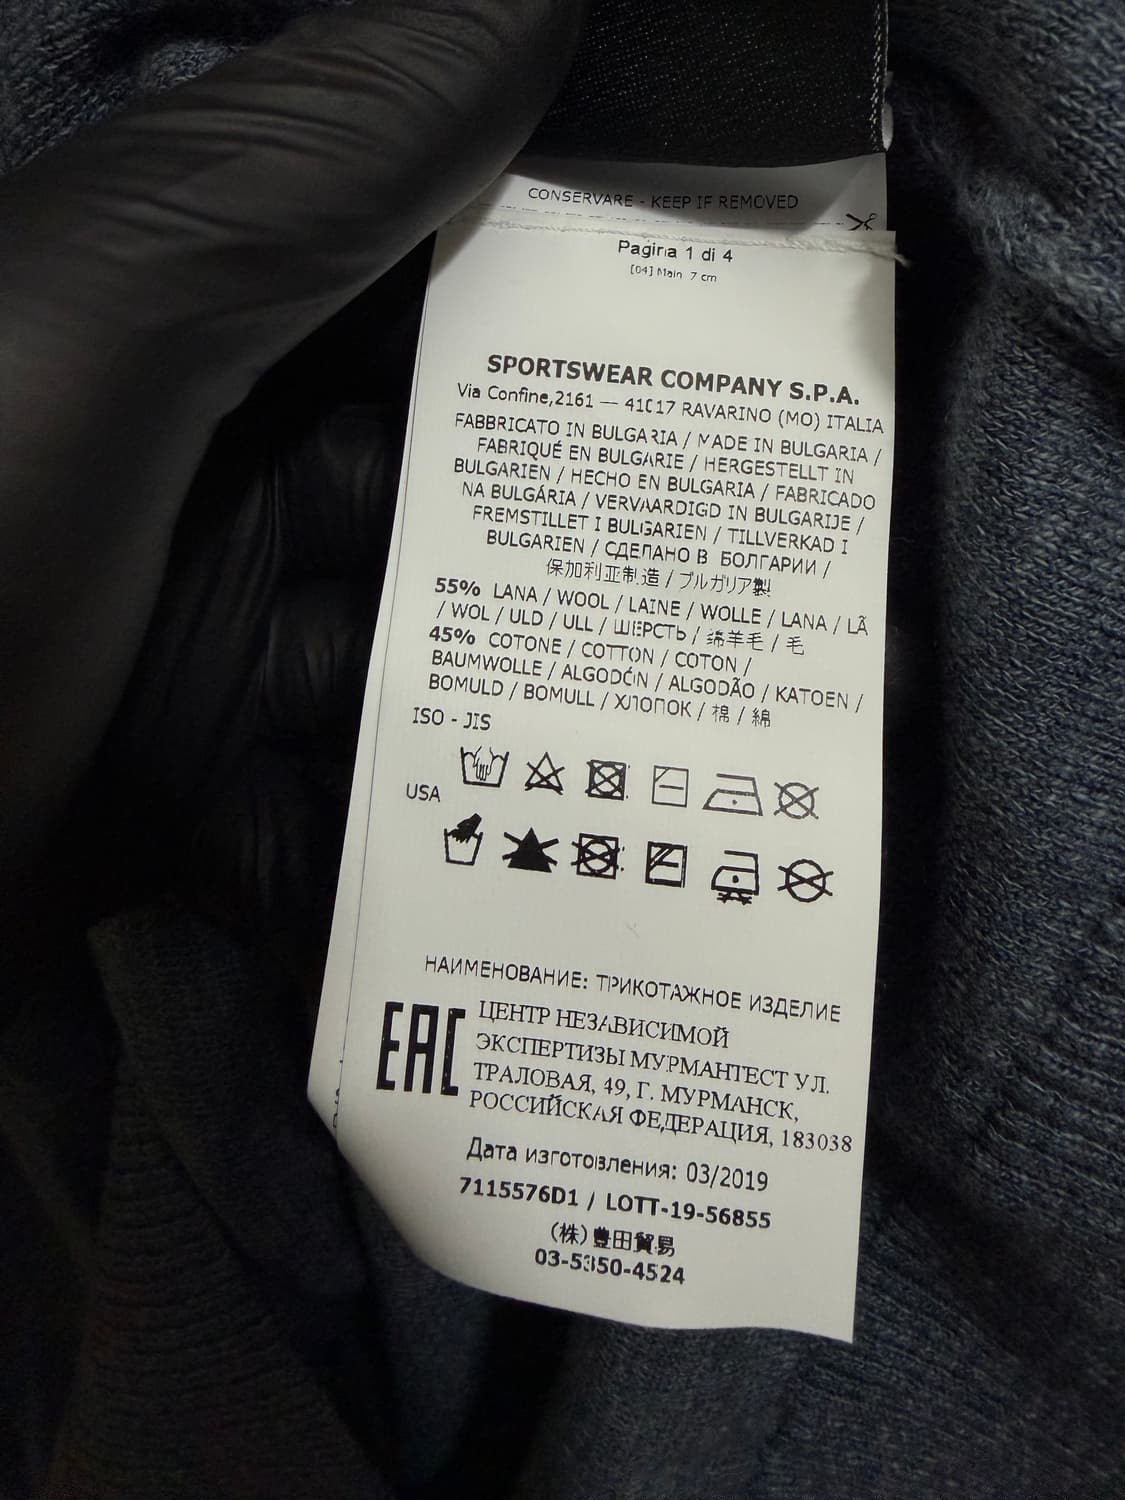 CONSERVARE - KEEP IF REMOVED
Pagina 1 di 4
[04] Main 7 cm
SPORTSWEAR COMPANY S.P.A.
Via Confine,2161 — 41017 RAVARINO (MO) ITALIA
FABBRICATO IN BULGARIA / MADE IN BULGARIA /
FABRIQUÉ EN BULGARIE / HERGESTELLT IN
BULGARIEN / HECHO EN BULGARIA / FABRICADO
NA BULGÁRIA / VERVAARDIGD IN BULGARIJE /
FREMSTILLET I BULGARIEN / TILLVERKAD I
BULGARIEN / СДЕЛАНО В БОЛГАРИИ /
保加利亚制造 / ブルガリア製
55% LANA / WOOL / LAINE / WOLLE / LANA / LÃ
/ WOL / ULD / ULL / ШЕРСТЬ / 绵羊毛 / 毛
45% COTONE / COTTON / COTON /
BAUMWOLLE / ALGODÓN / ALGODÃO / KATOEN /
BOMULD / BOMULL / ХЛОПОК / 棉 / 綿
ISO - JIS
USA
НАИМЕНОВАНИЕ: ТРИКОТАЖНОЕ ИЗДЕЛИЕ
EAC
ЦЕНТР НЕЗАВИСИМОЙ
ЭКСПЕРТИЗЫ МУРМАНТЕСТ УЛ.
ТРАЛОВАЯ, 49, Г. МУРМАНСК,
РОССИЙСКАЯ ФЕДЕРАЦИЯ, 183038
Дата изготовления: 03/2019
7115576D1 / LOTT-19-56855
(株)豊田貿易
03-5350-4524